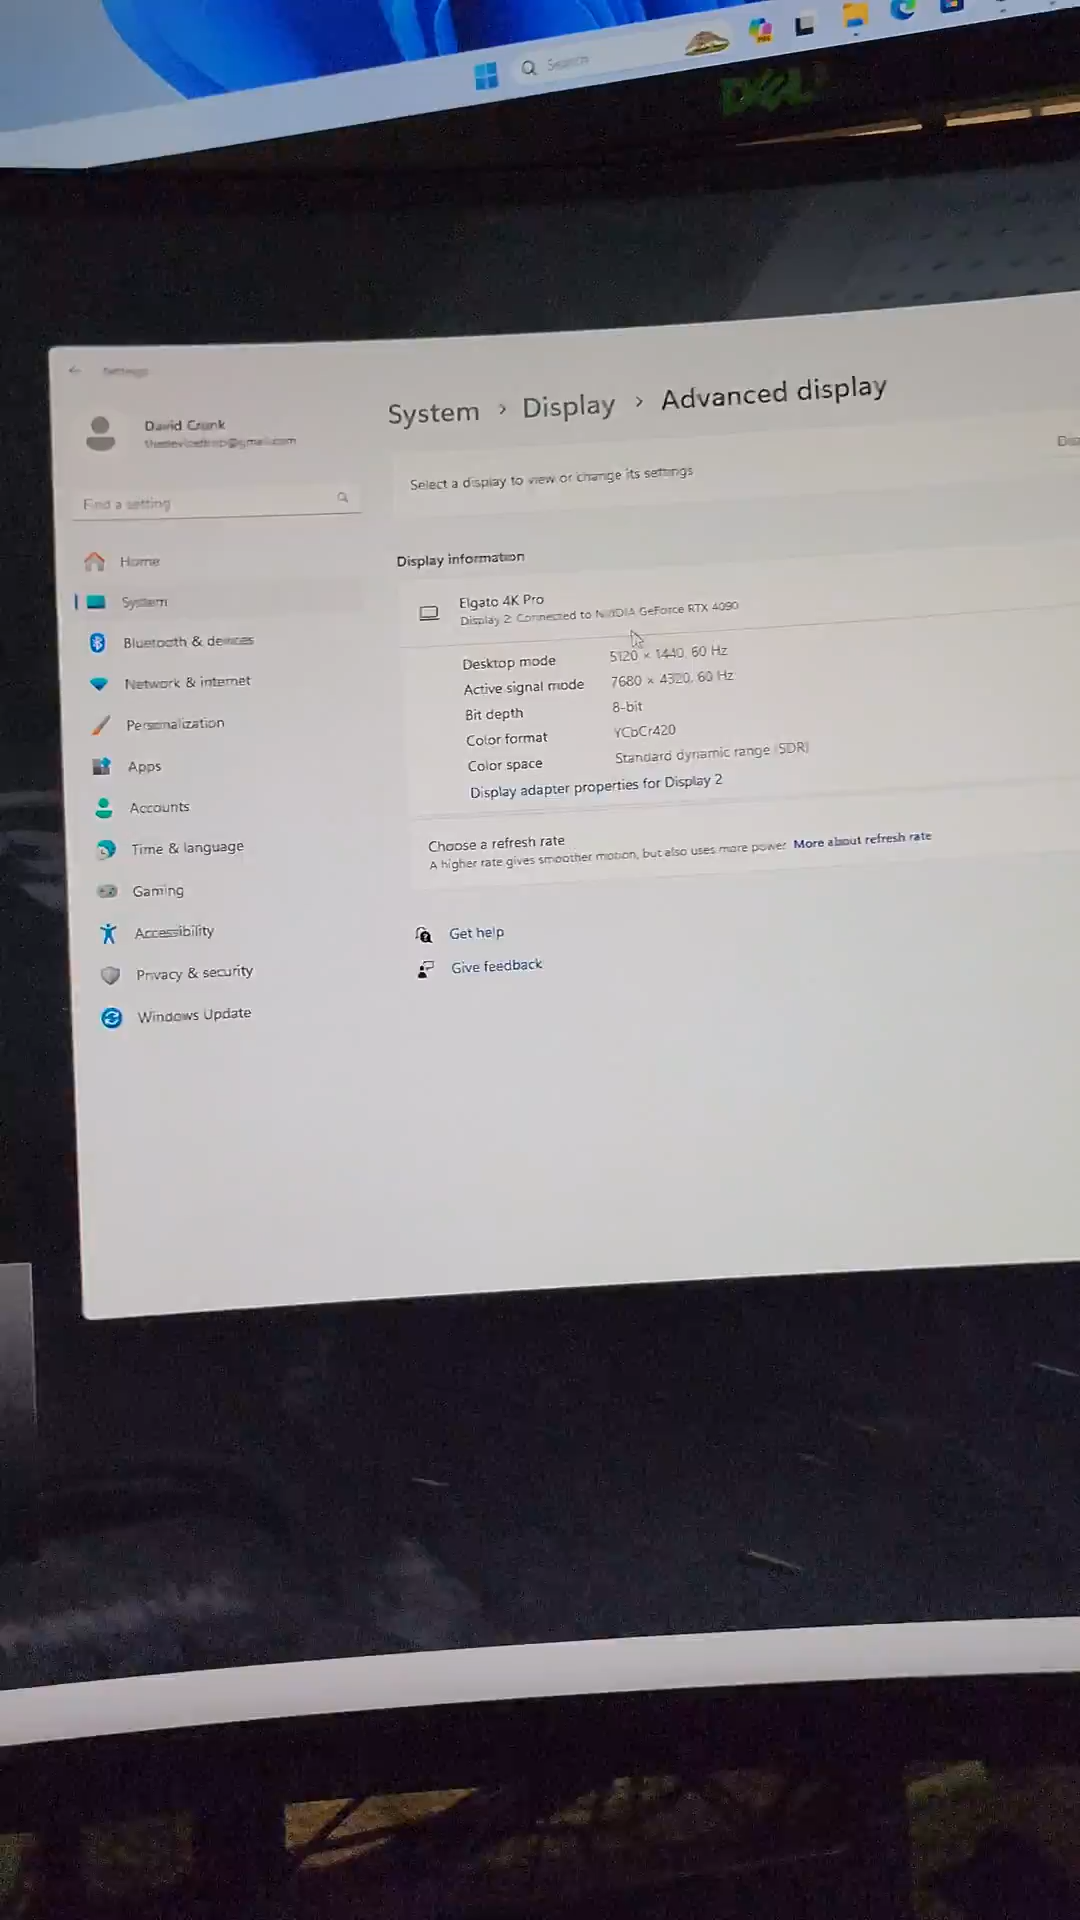 Search
DELL
Settings
David Crunk
System > Display > Advanced display
Find a setting
Select a display to view or change its settings
Home
System
Bluetooth & devices
Network & internet
Personalization
Apps
Accounts
Time & language
Gaming
Accessibility
Privacy & security
Windows Update
Display information
Elgato 4K Pro
Display 2: Connected to NVIDIA GeForce RTX 4090
Desktop mode 5120 × 1440, 60 Hz
Active signal mode 7680 × 4320, 60 Hz
Bit depth 8-bit
Color format YCbCr420
Color space Standard dynamic range (SDR)
Display adapter properties for Display 2
Choose a refresh rate
A higher rate gives smoother motion, but also uses more power More about refresh rate
Get help
Give feedback